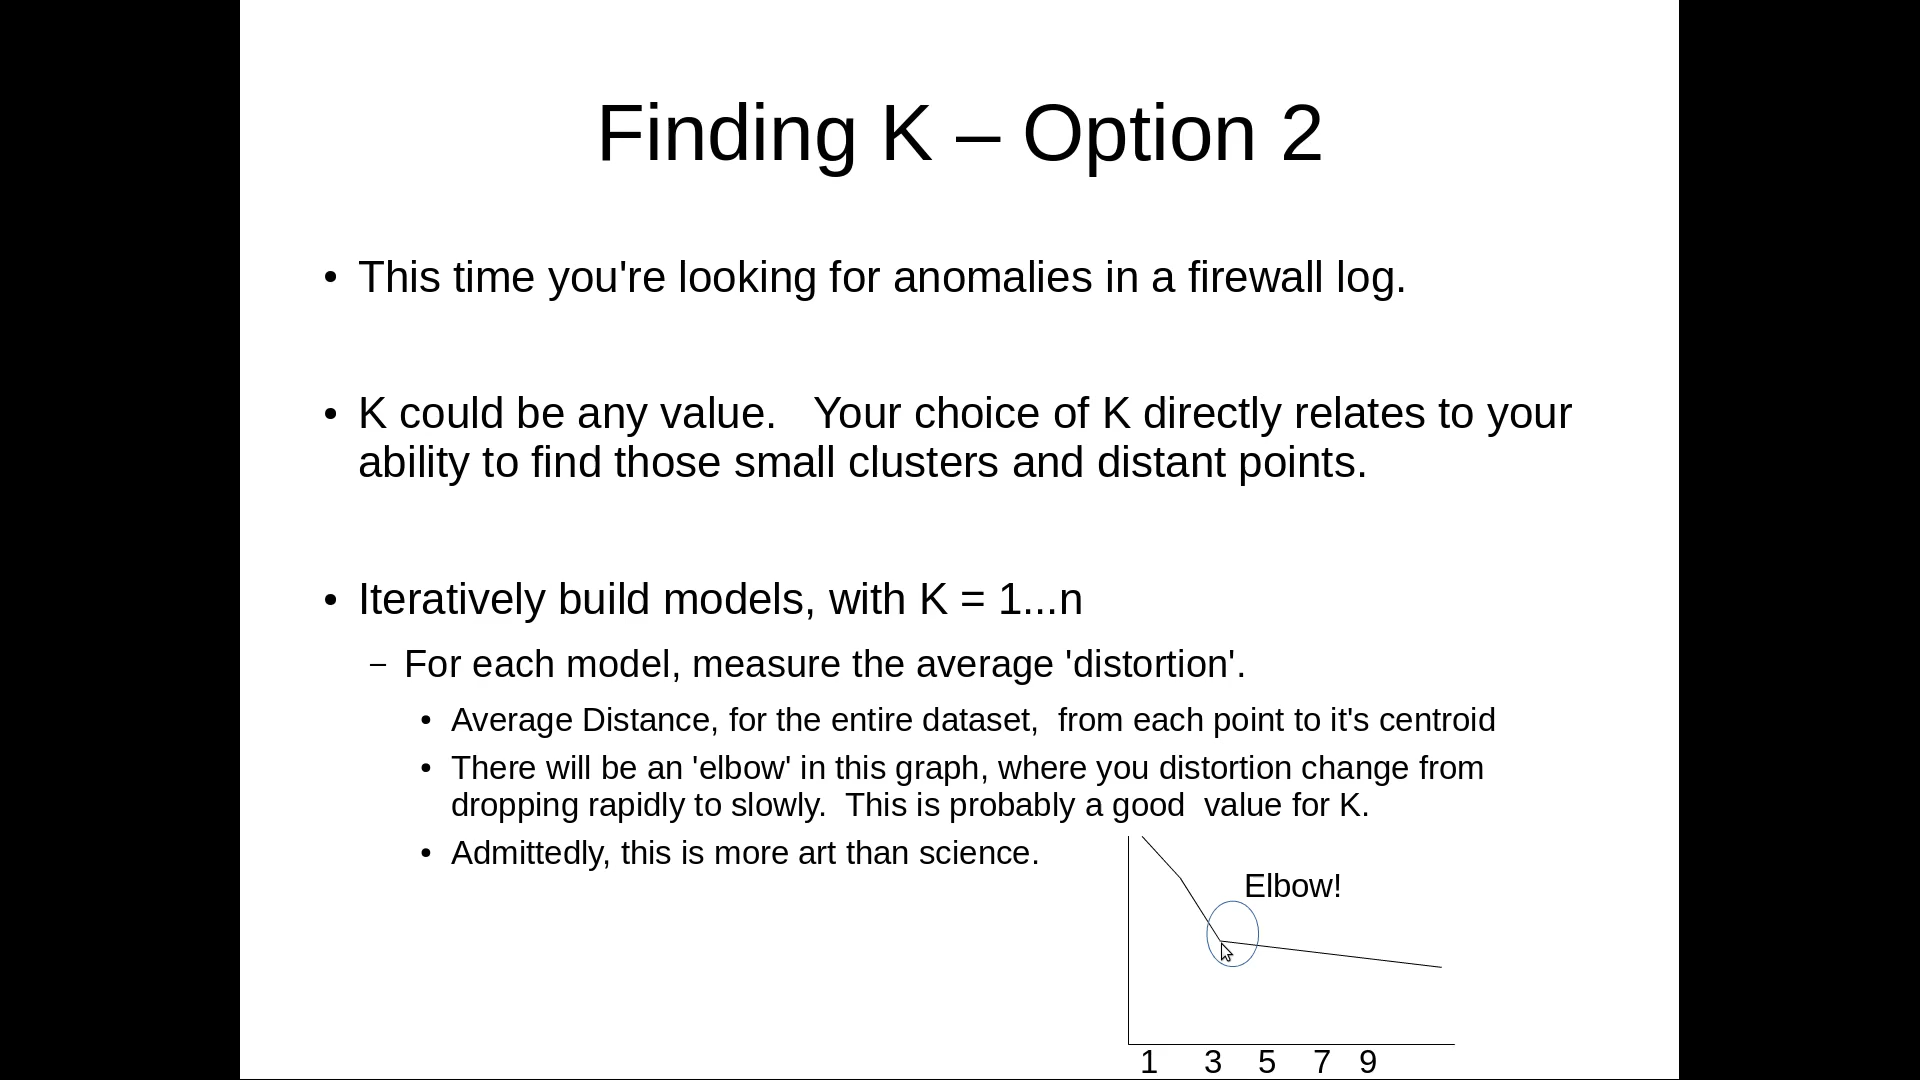 Finding K – Option 2
• This time you're looking for anomalies in a firewall log.
• K could be any value.   Your choice of K directly relates to your
ability to find those small clusters and distant points.
• Iteratively build models, with K = 1...n
– For each model, measure the average 'distortion'.
• Average Distance, for the entire dataset,  from each point to it's centroid
• There will be an 'elbow' in this graph, where you distortion change from
dropping rapidly to slowly.  This is probably a good  value for K.
• Admittedly, this is more art than science.
Elbow!
1 3 5 7 9